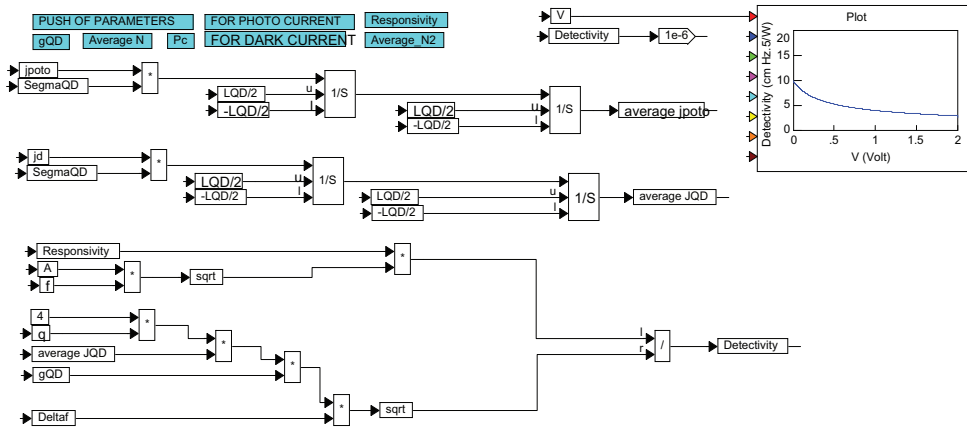 PUSH OF PARAMETERS
FOR PHOTO CURRENT
Responsivity
gQD
Average N
Pc
FOR DARK CURRENT
Average_N2
V
Detectivity
1e-6
Plot
Detectivity (cm Hz.5/W)
20
15
10
5
0
0
.5
1
1.5
2
V (Volt)
jpoto
SegmaQD
*
LQD/2
-LQD/2
u
l
1/S
LQD/2
-LQD/2
u
l
1/S
average jpoto
jd
SegmaQD
*
LQD/2
-LQD/2
u
l
1/S
LQD/2
-LQD/2
u
l
1/S
average JQD
Responsivity
A
f
*
sqrt
*
4
q
*
average JQD
*
gQD
*
Deltaf
*
sqrt
l
r
/
Detectivity